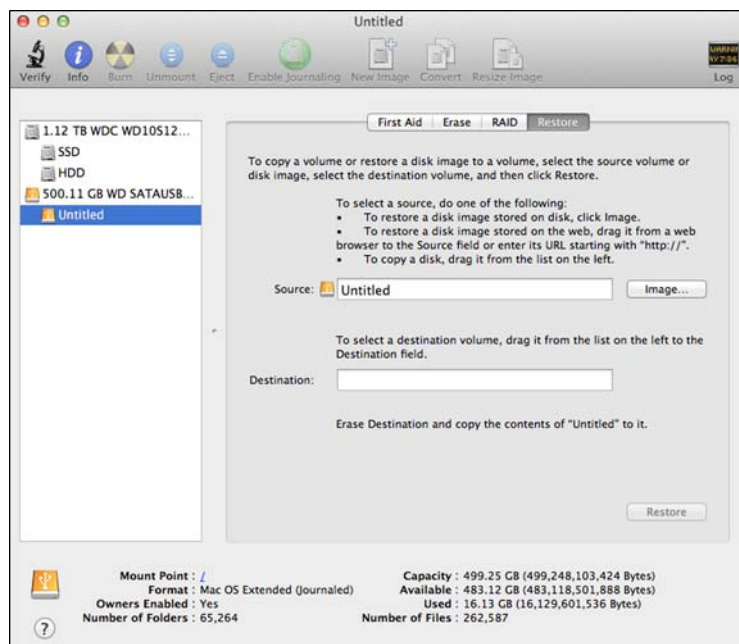 Untitled
Verify Info Burn Unmount Eject Enable Journaling New Image Convert Resize Image Log
1.12 TB WDC WD10S12...
SSD
HDD
500.11 GB WD SATAUSB...
Untitled
First Aid Erase RAID Restore
To copy a volume or restore a disk image to a volume, select the source volume or
disk image, select the destination volume, and then click Restore.
To select a source, do one of the following:
• To restore a disk image stored on disk, click Image.
• To restore a disk image stored on the web, drag it from a web
browser to the Source field or enter its URL starting with “http://”.
• To copy a disk, drag it from the list on the left.
Source: Untitled Image...
To select a destination volume, drag it from the list on the left to the
Destination field.
Destination:
Erase Destination and copy the contents of “Untitled” to it.
Restore
Mount Point : /
Format : Mac OS Extended (Journaled)
Owners Enabled : Yes
Number of Folders : 65,264
Capacity : 499.25 GB (499,248,103,424 Bytes)
Available : 483.12 GB (483,118,501,888 Bytes)
Used : 16.13 GB (16,129,601,536 Bytes)
Number of Files : 262,587
?